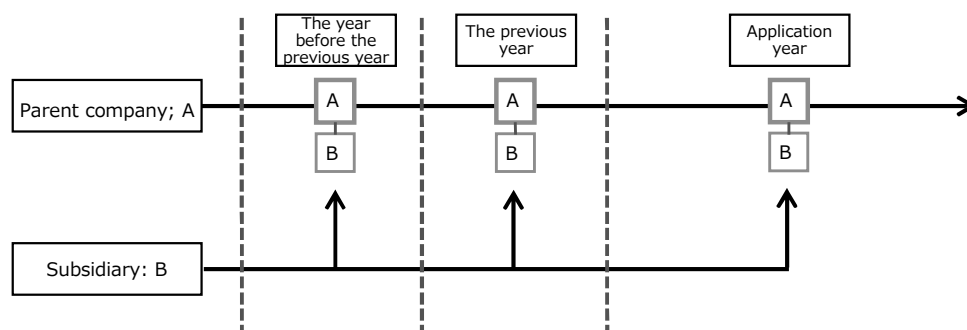 The year
before the
previous year
The previous
year
Application
year
Parent company; A
A
A
A
B
B
B
Subsidiary: B